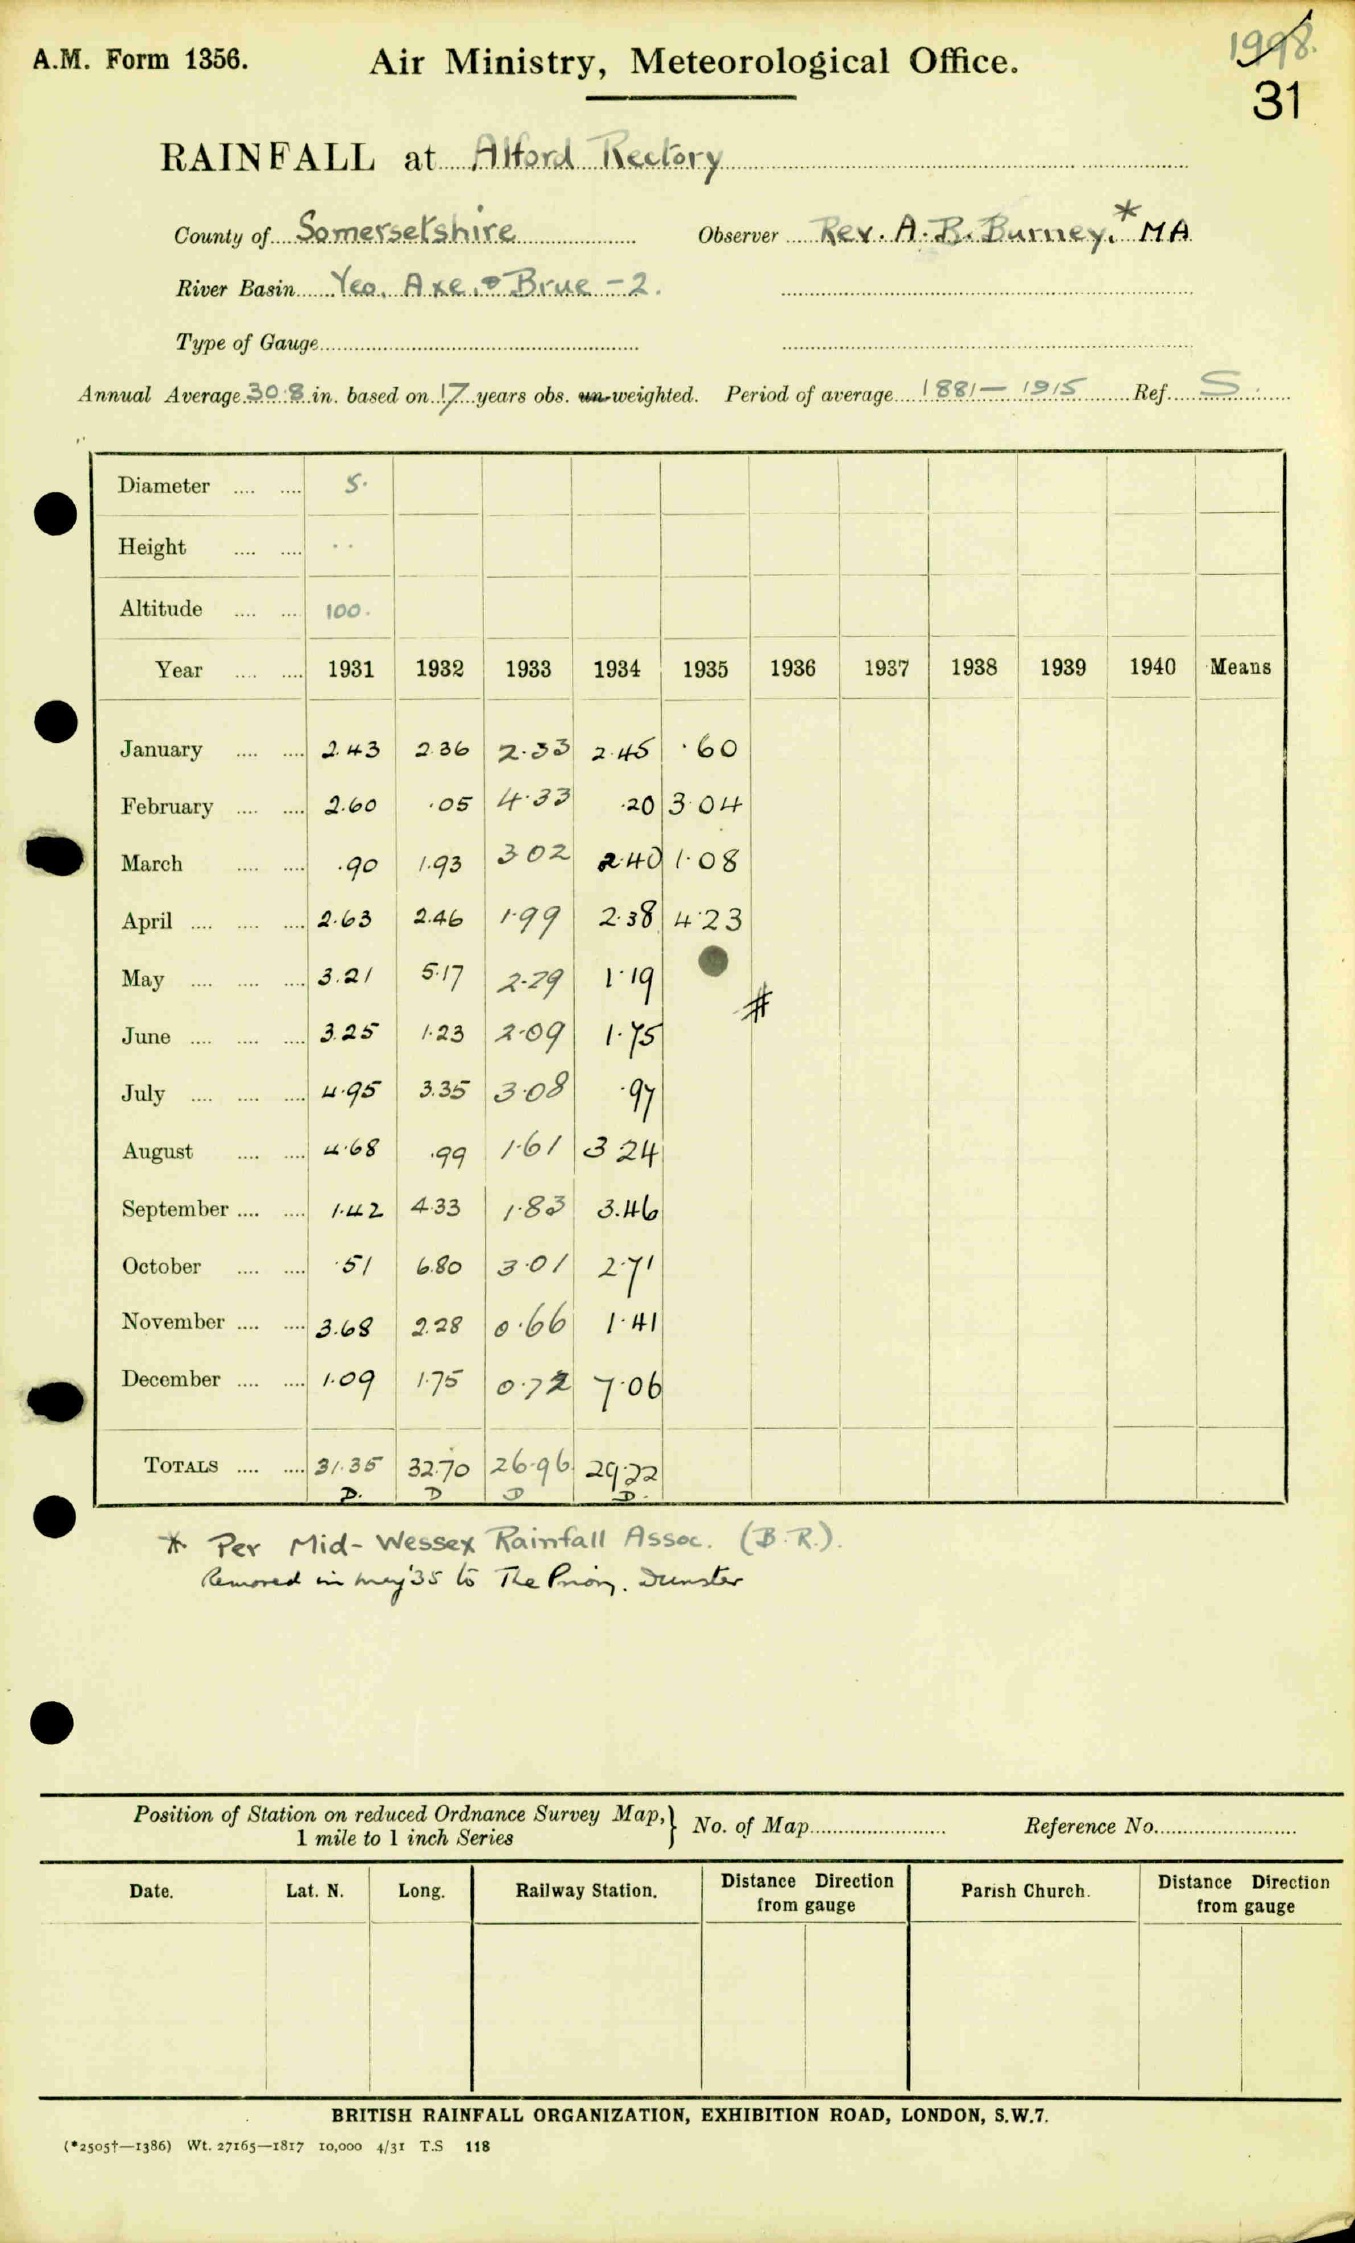 A.M. Form 1356.
Air Ministry, Meteorological Office.
1998.
31
RAINFALL at Alford Rectory
County of Somersetshire Observer Rev. A. B. Burney,* MA
River Basin Yeo, Axe, & Brue - 2.
Type of Gauge
Annual Average 30.8 in. based on 17 years obs. un-weighted. Period of average 1881 - 1915 Ref. S.
Diameter 5.
Height ..
Altitude 100.
Year 1931 1932 1933 1934 1935 1936 1937 1938 1939 1940 Means
January 2.43 2.36 2.33 2.45 .60
February 2.60 .05 4.33 .20 3.04
March .90 1.93 3.02 2.40 1.08
April 2.63 2.46 1.99 2.38 4.23
May 3.21 5.17 2.29 1.19
#
June 3.25 1.23 2.09 1.75
July 4.95 3.35 3.08 .97
August 4.68 .99 1.61 3.24
September 1.42 4.33 1.83 3.46
October .51 6.80 3.01 2.71
November 3.68 2.28 0.66 1.41
December 1.09 1.75 0.72 7.06
TOTALS 31.35 32.70 26.96 29.22
D. D D D.
* Per Mid-Wessex Rainfall Assoc. (B.R.).
Removed in May '35 to The Priory. Dunster
Position of Station on reduced Ordnance Survey Map,} No. of Map Reference No.
1 mile to 1 inch Series
Date. Lat. N. Long. Railway Station. Distance Direction from gauge Parish Church. Distance Direction from gauge
BRITISH RAINFALL ORGANIZATION, EXHIBITION ROAD, LONDON, S.W.7.
(*2505†—1386) Wt. 27165—1817 10,000 4/31 T.S 118